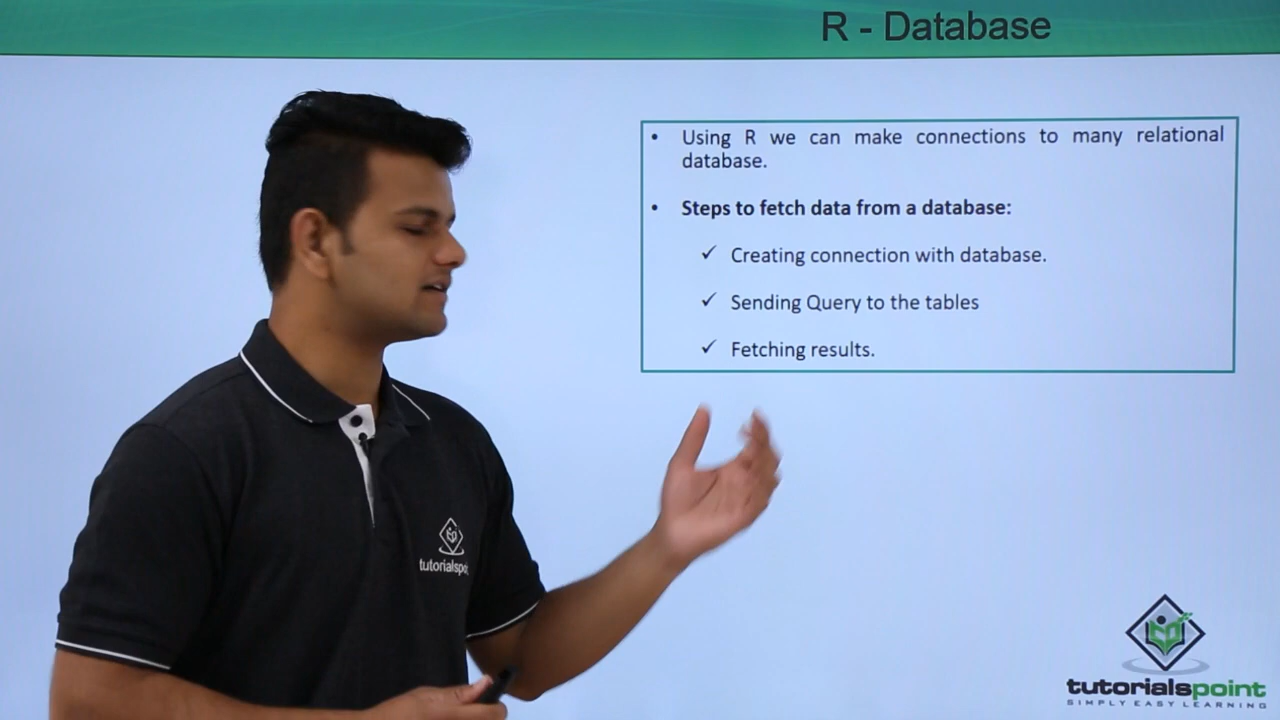 R - Database
• Using R we can make connections to many relational
database.
• Steps to fetch data from a database:
✓ Creating connection with database.
✓ Sending Query to the tables
✓ Fetching results.
tutorialspoi
tutorialspoint
SIMPLY EASY LEARNING